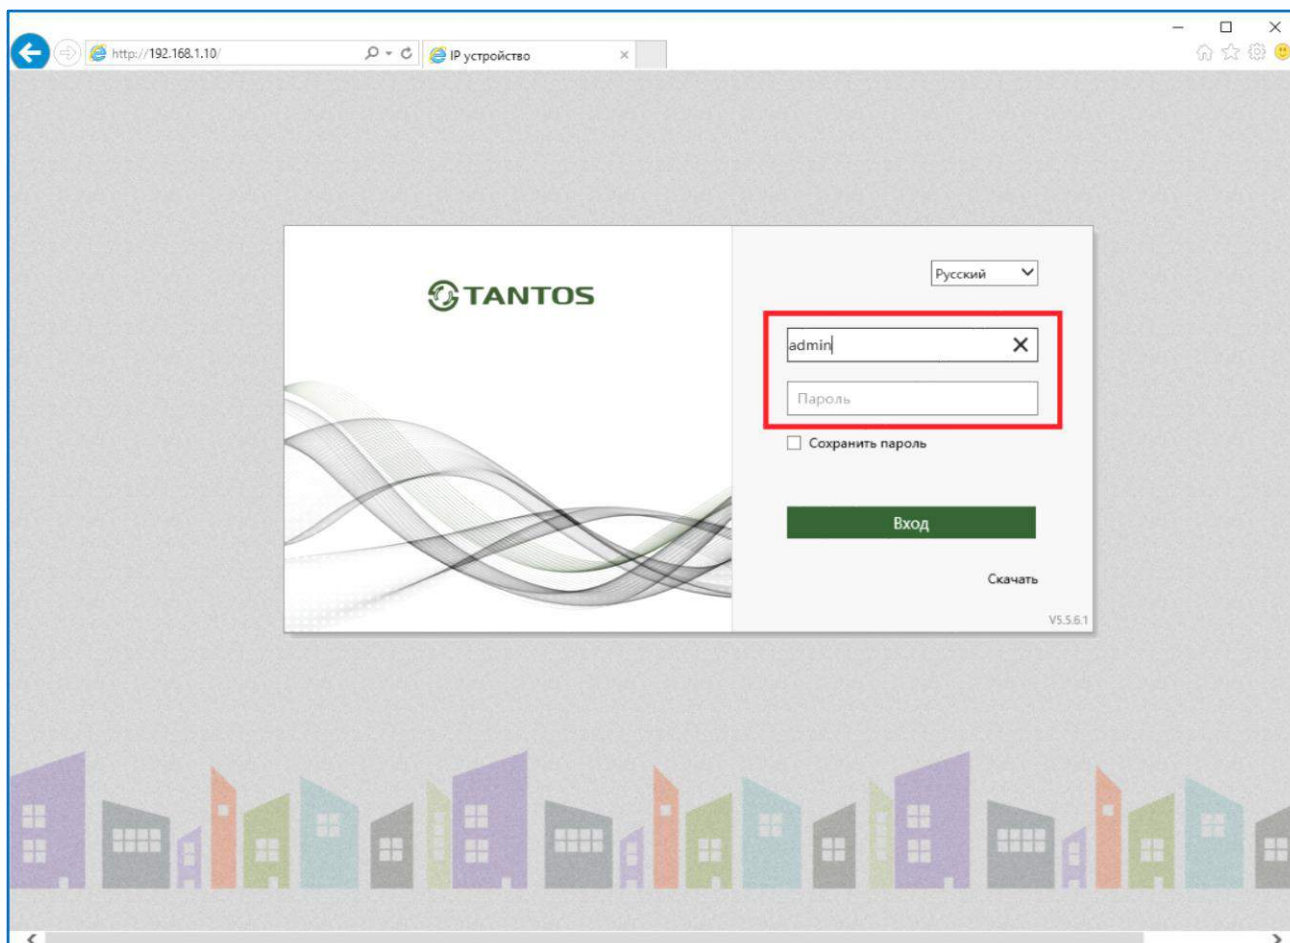 http://192.168.1.10/
IP устройство
TANTOS
Русский
admin
Пароль
Сохранить пароль
Вход
Скачать
V5.5.6.1